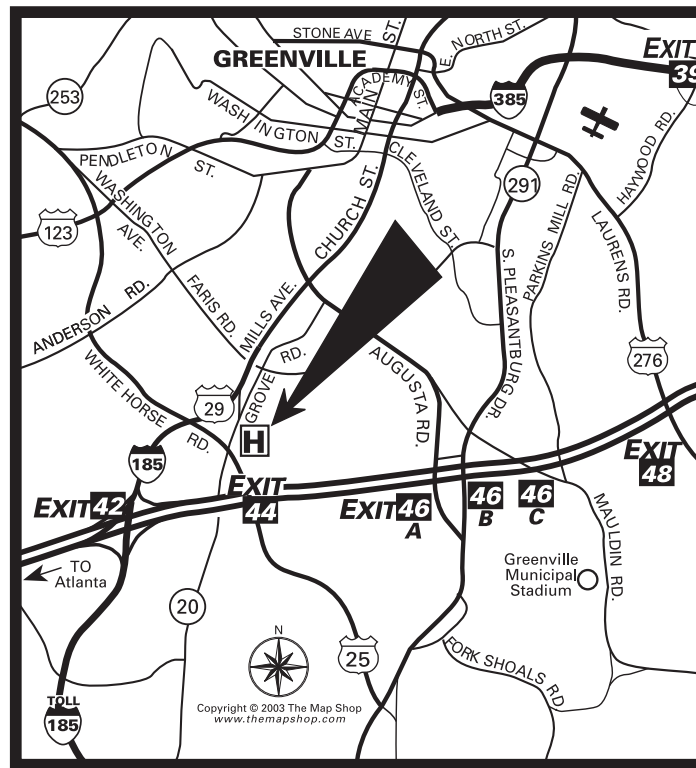 STONE AVE
ST.
E. NORTH ST.
GREENVILLE
EXIT
39
253
ACADEMY ST.
385
WASHINGTON ST.
MAIN
HAYWOOD RD.
PENDLETON ST.
CLEVELAND ST.
291
WASHINGTON AVE.
CHURCH ST.
PARKINS MILL RD.
123
LAURENS RD.
S. PLEASANTBURG DR.
FARIS RD.
MILLS AVE.
ANDERSON RD.
276
WHITE HORSE RD.
GROVE RD.
AUGUSTA RD.
29
H
185
EXIT
48
EXIT 42
EXIT
44
EXIT 46
A
46
B
46
C
MAULDIN RD.
TO
Atlanta
Greenville
Municipal
Stadium
20
N
25
FORK SHOALS RD
TOLL
185
Copyright © 2003 The Map Shop
www.themapshop.com